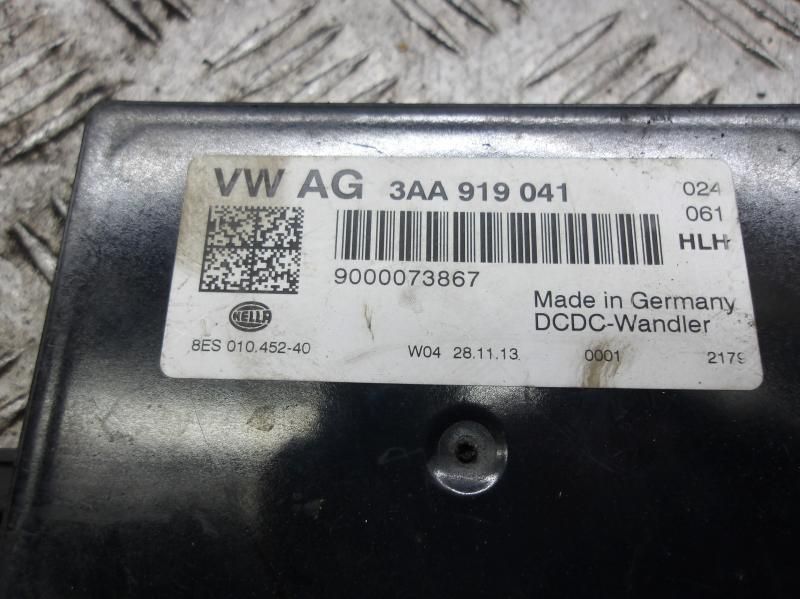 VW AG 3AA 919 041 024
061
HLH
9000073867
Made in Germany
DCDC-Wandler
HELLA
8ES 010.452-40 W04 28.11.13 0001 2179